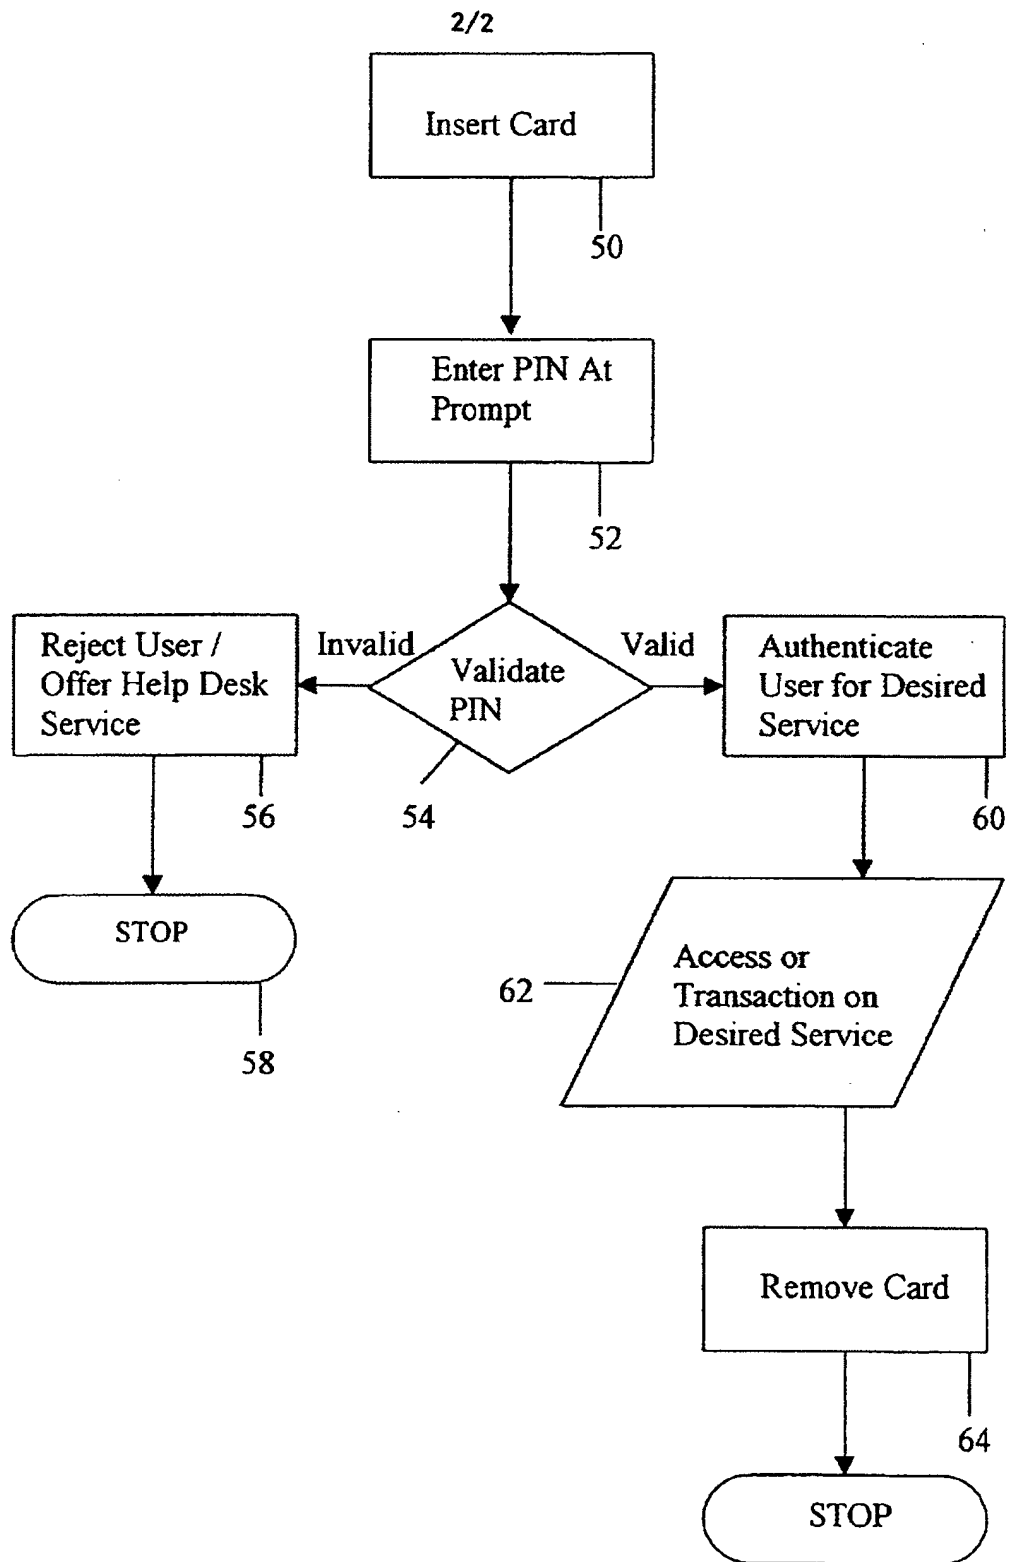 2/2
Insert Card
50
Enter PIN At
Prompt
52
Invalid
Validate
PIN
Valid
54
Reject User /
Offer Help Desk
Service
56
STOP
58
Authenticate
User for Desired
Service
60
Access or
Transaction on
Desired Service
62
Remove Card
64
STOP